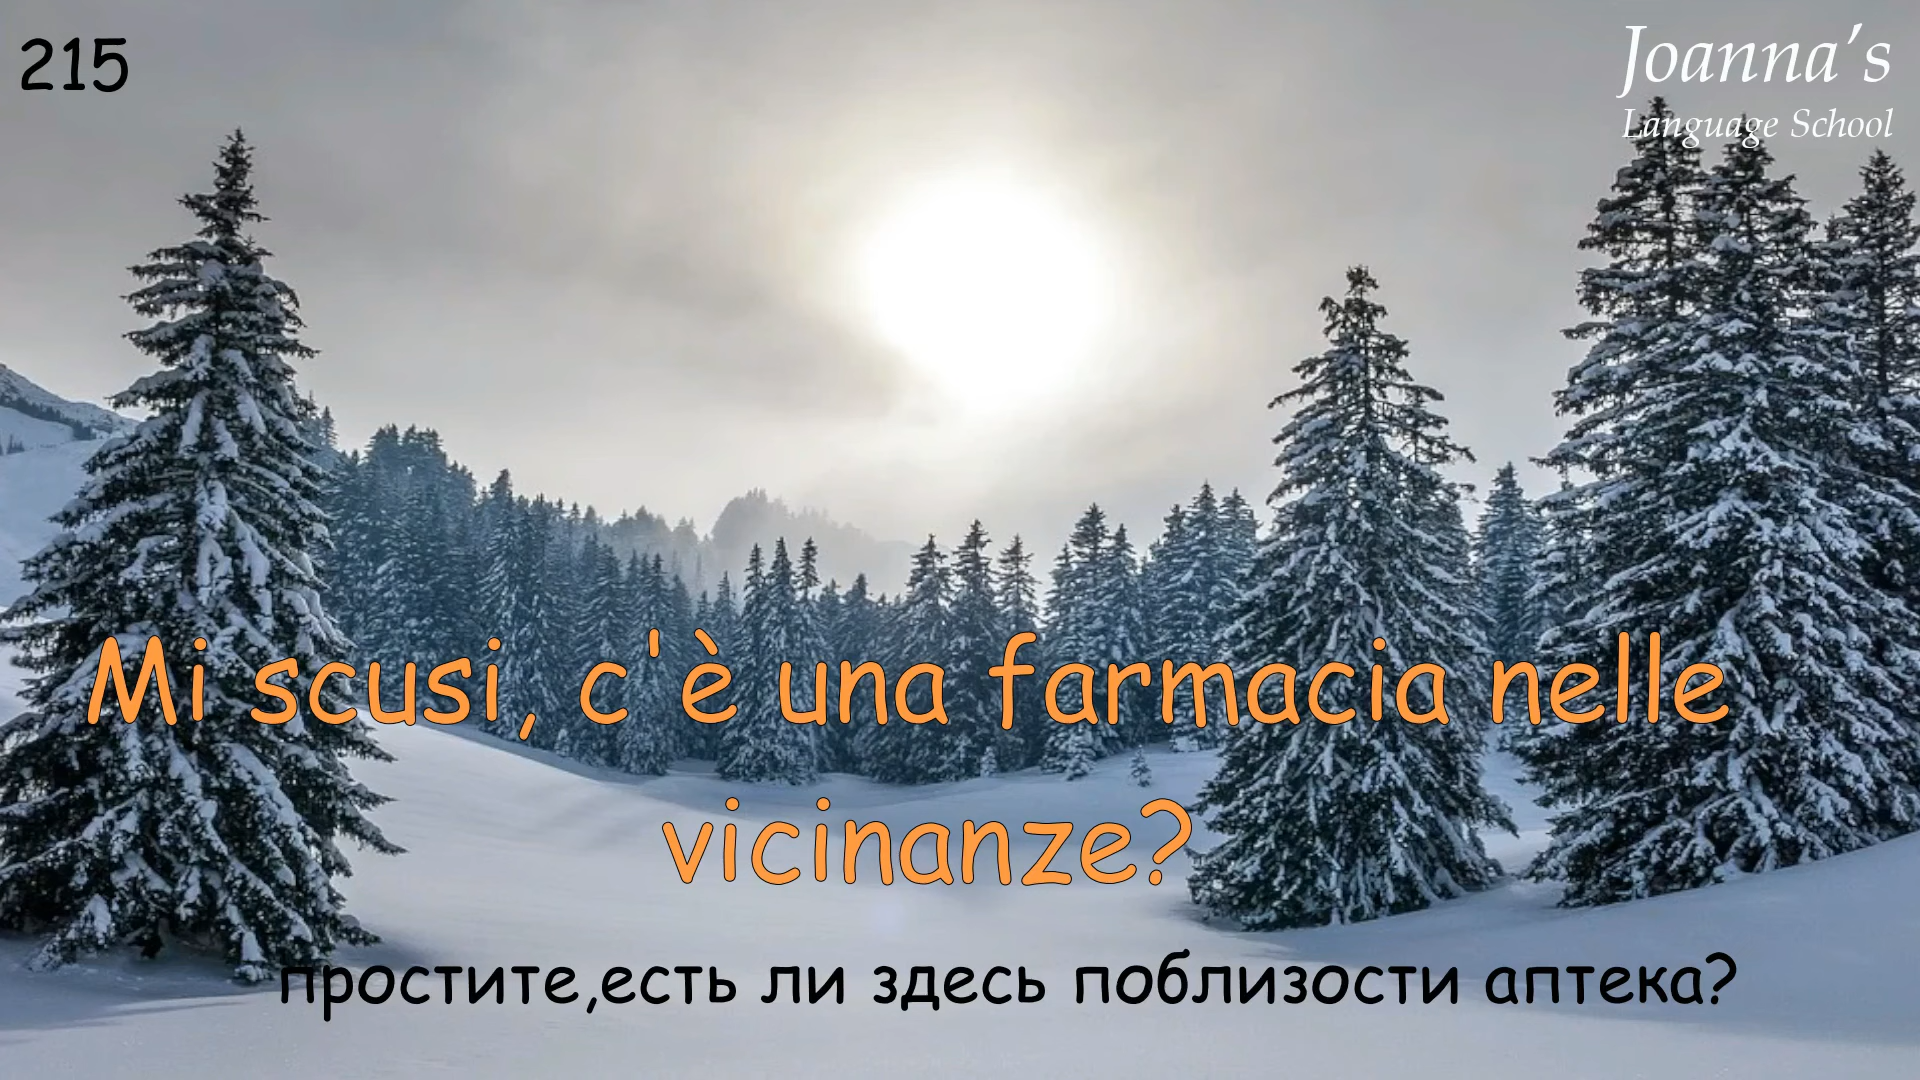 215
Joanna’s
Language School
Mi scusi, c'è una farmacia nelle
vicinanze?
простите,есть ли здесь поблизости аптека?